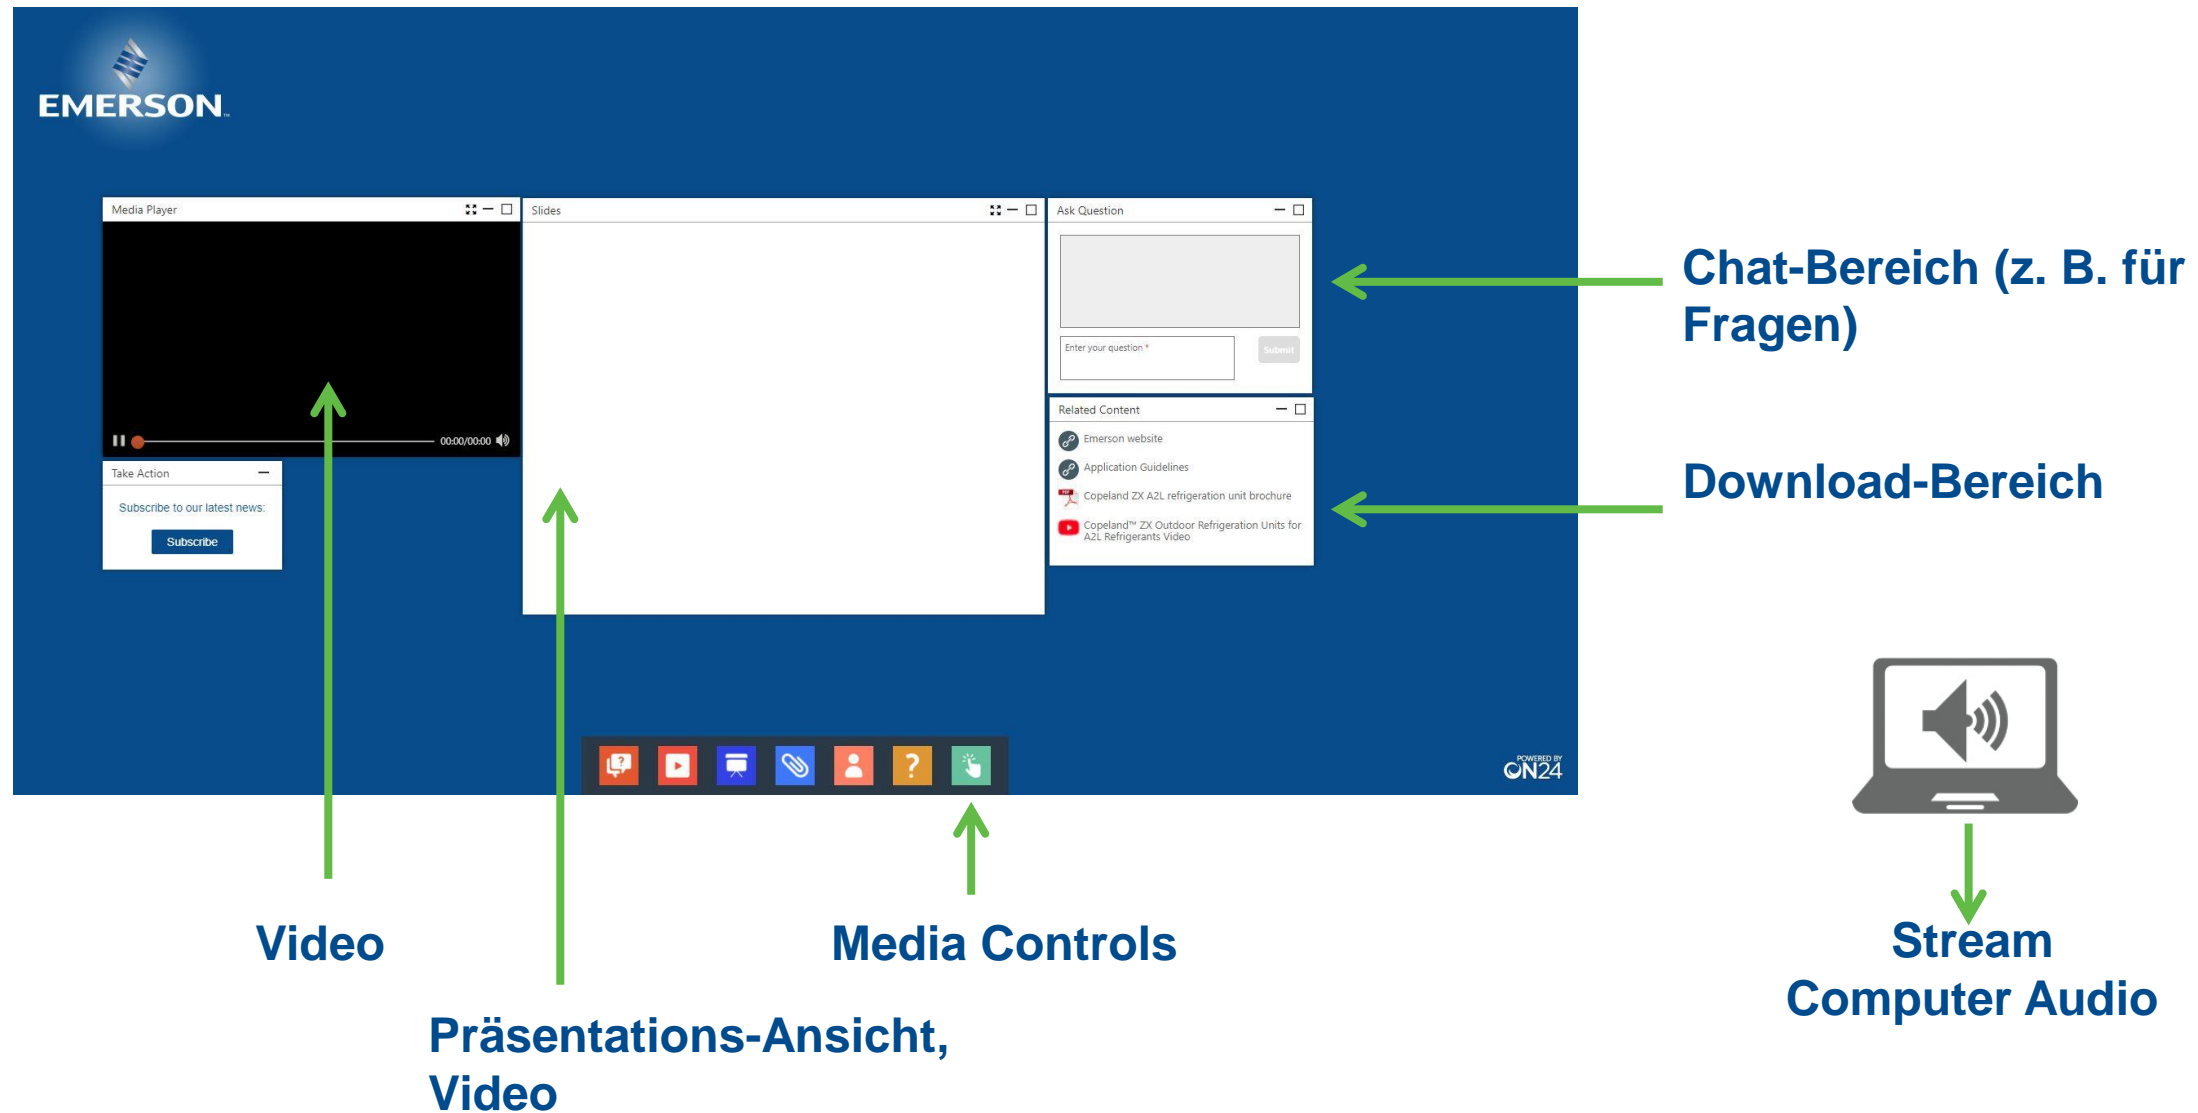 EMERSON™
Media Player
Slides
Ask Question
Enter your question *
Submit
00:00/00:00
Related Content
Emerson website
Application Guidelines
PDF
Copeland ZX A2L refrigeration unit brochure
Copeland™ ZX Outdoor Refrigeration Units for
A2L Refrigerants Video
Take Action
Subscribe to our latest news:
Subscribe
?
?
POWERED BY
ON24
Chat-Bereich (z. B. für
Fragen)
Download-Bereich
Video
Media Controls
Präsentations-Ansicht,
Video
Stream
Computer Audio